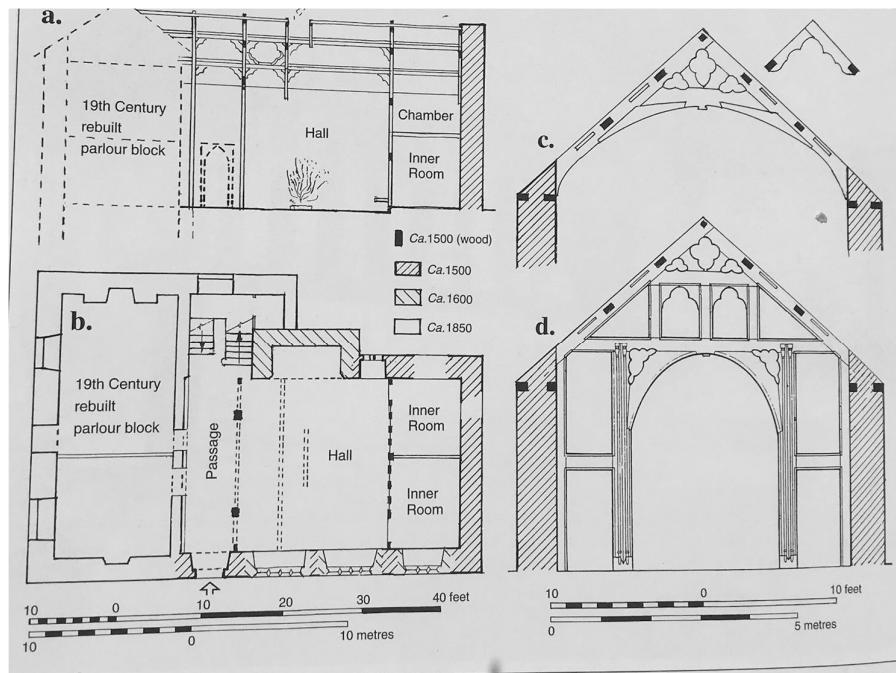 a.
19th Century
rebuilt
parlour block
Hall
Chamber
Inner
Room
Ca.1500 (wood)
Ca.1500
Ca.1600
Ca.1850
b.
19th Century
rebuilt
parlour block
Passage
Hall
Inner
Room
Inner
Room
10 0 10 20 30 40 feet
10 0 10 metres
c.
d.
10 0 10 feet
0 5 metres